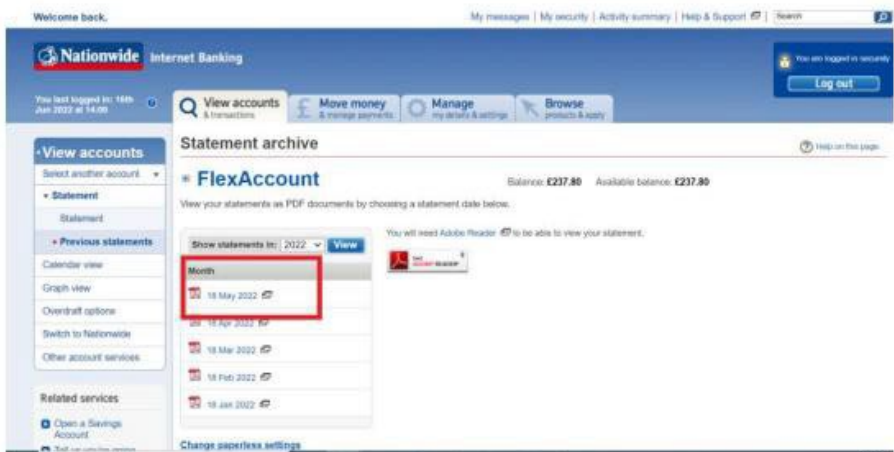 Welcome back.
My messages | My security | Activity summary | Help & Support | Search
Nationwide Internet Banking
You are logged in securely
Log out
You last logged in: 16th
Jun 2022 at 14:00
View accounts
& transactions
Move money
& manage payments
Manage
my details & settings
Browse
products & apply
View accounts
Select another account
Statement
Statement
Previous statements
Calendar view
Graph view
Overdraft options
Switch to Nationwide
Other account services
Related services
Open a Savings
Account
Statement archive
Help on this page
FlexAccount
Balance: £237.80 Available balance: £237.80
View your statements as PDF documents by choosing a statement date below.
Show statements in: 2022 View
Month
18 May 2022
18 Apr 2022
18 Mar 2022
18 Feb 2022
18 Jan 2022
You will need Adobe Reader to be able to view your statement.
Change paperless settings